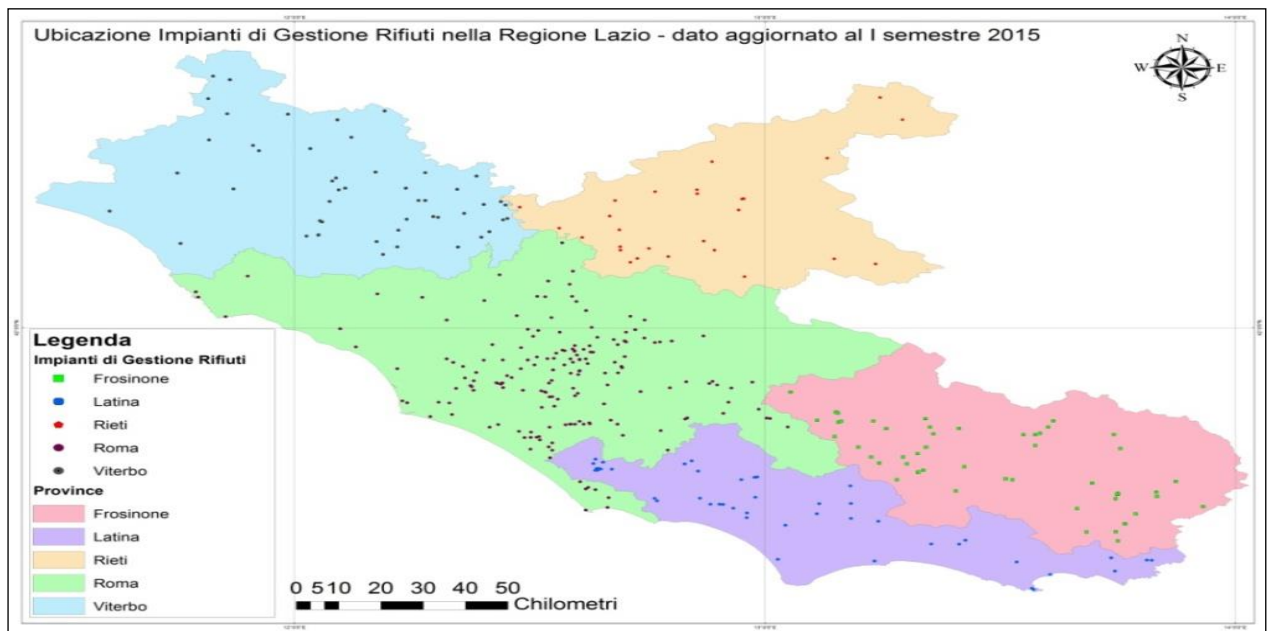 Ubicazione Impianti di Gestione Rifiuti nella Regione Lazio - dato aggiornato al I semestre 2015
N
W E
S
Legenda
Impianti di Gestione Rifiuti
Frosinone
Latina
Rieti
Roma
Viterbo
Province
Frosinone
Latina
Rieti
Roma
Viterbo
0 5 10 20 30 40 50
Chilometri